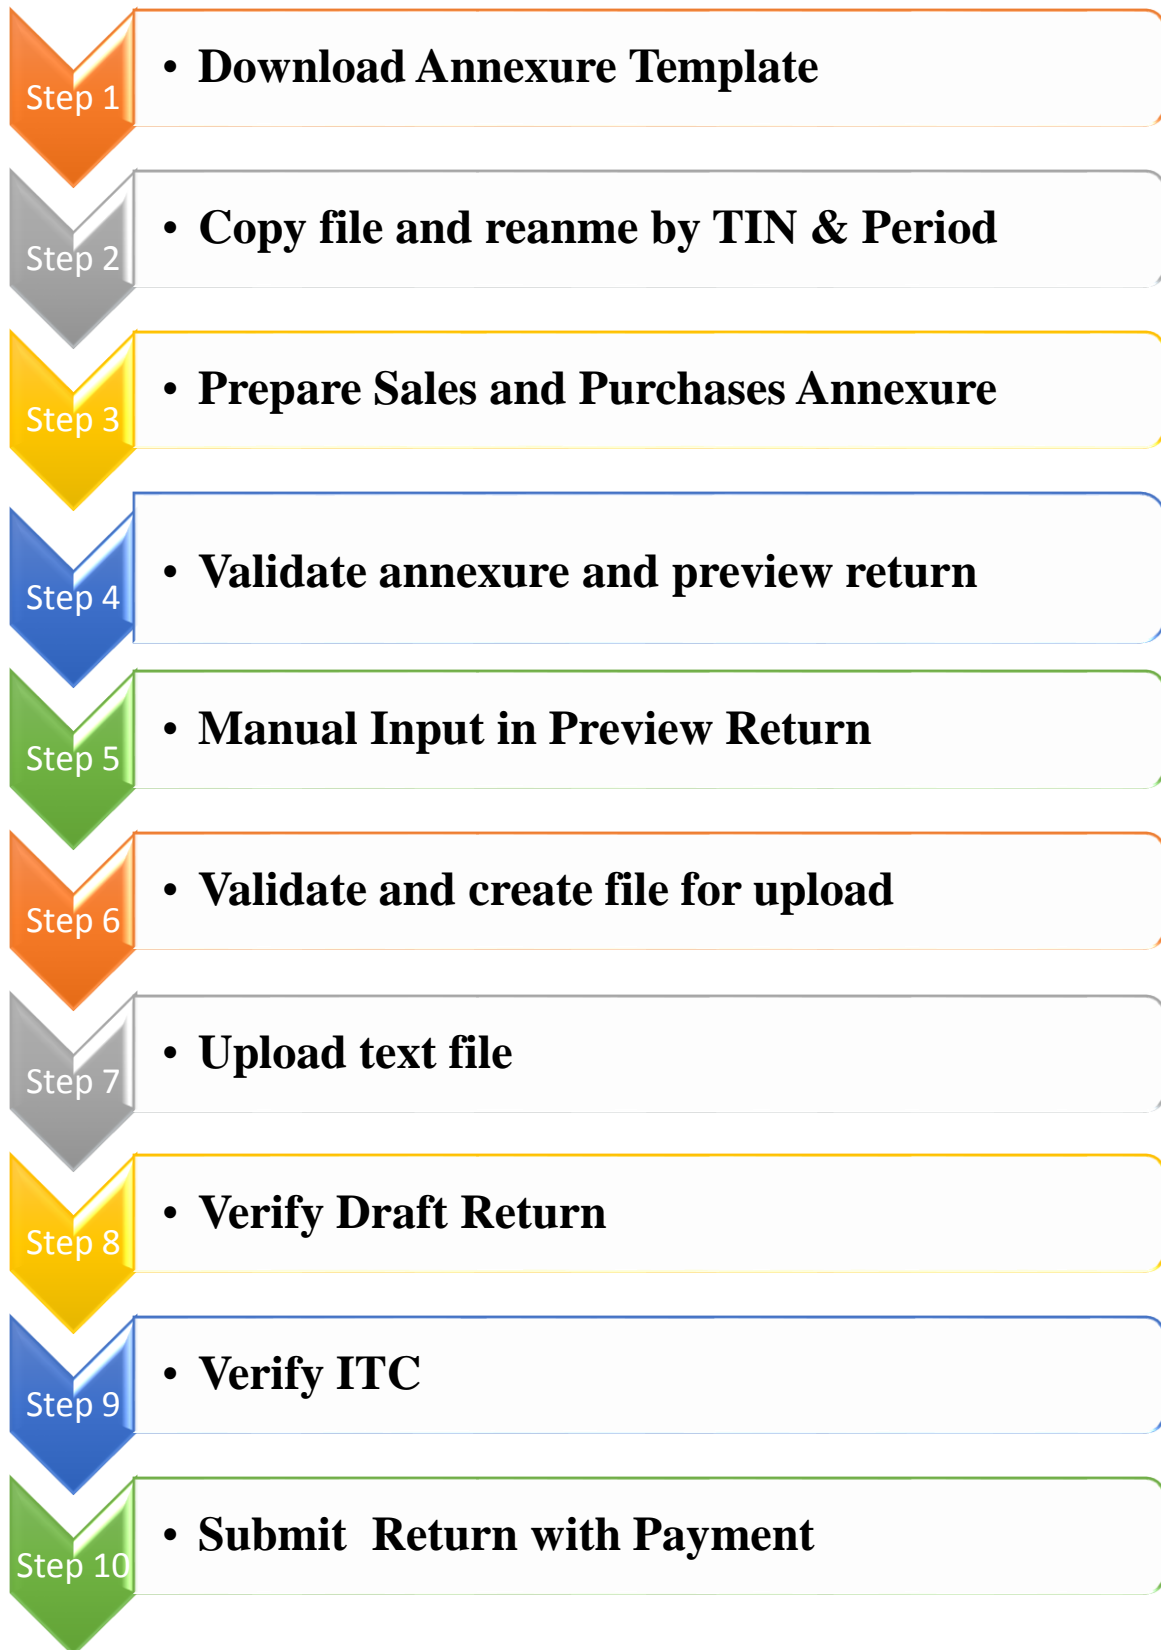 Step 1
• Download Annexure Template
Step 2
• Copy file and reanme by TIN & Period
Step 3
• Prepare Sales and Purchases Annexure
Step 4
• Validate annexure and preview return
Step 5
• Manual Input in Preview Return
Step 6
• Validate and create file for upload
Step 7
• Upload text file
Step 8
• Verify Draft Return
Step 9
• Verify ITC
Step 10
• Submit  Return with Payment